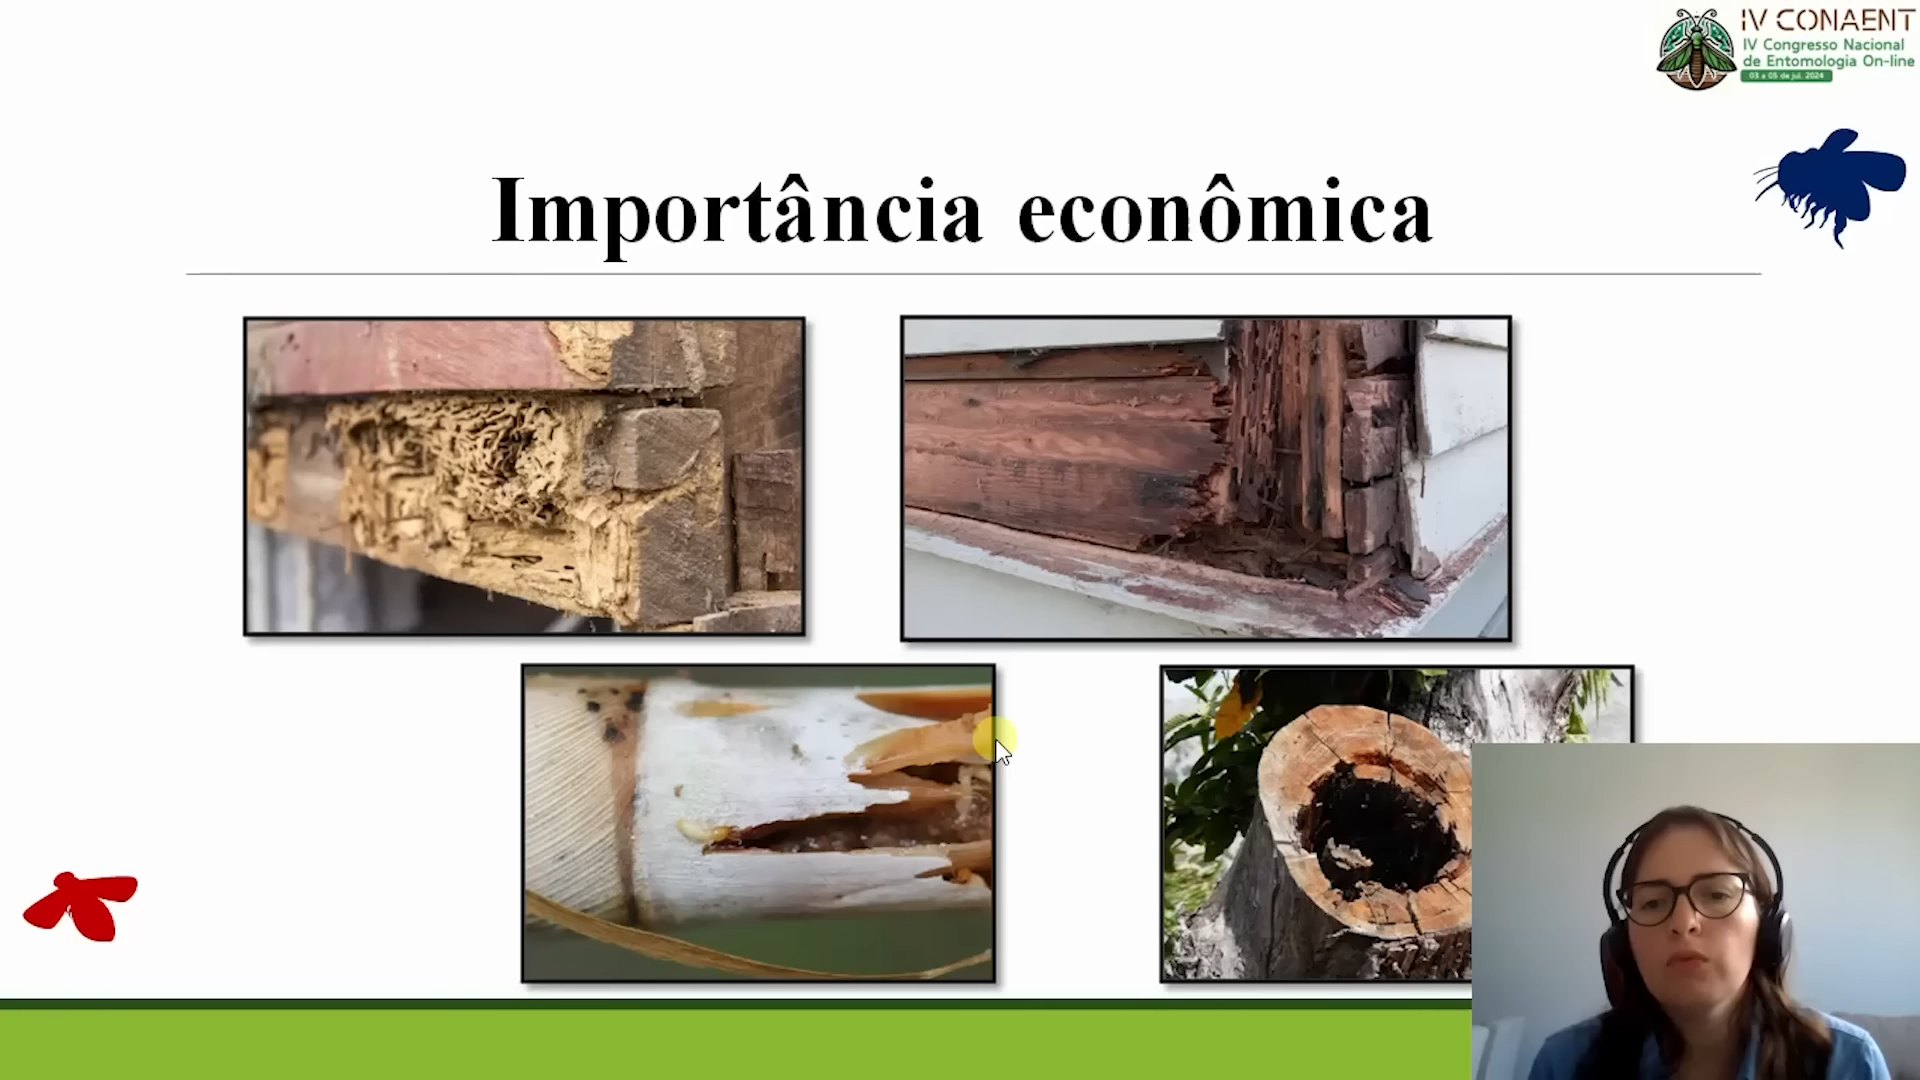 IV CONAENT
IV Congresso Nacional
de Entomologia On-line
03 a 05 de jul. 2024
Importância econômica